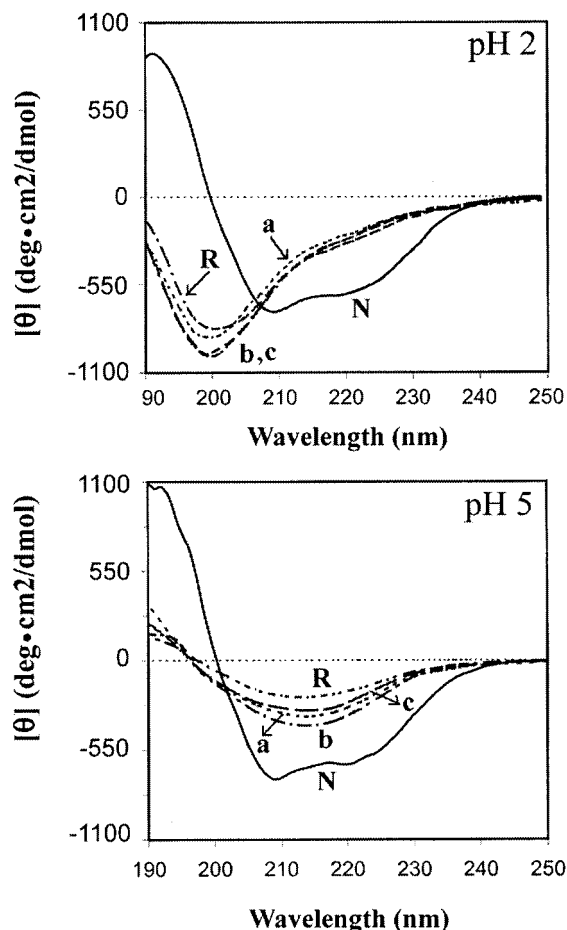 1100
pH 2
550
0
-550
-1100
[θ] (deg•cm2/dmol)
a
R
N
b,c
90 200 210 220 230 240 250
Wavelength (nm)
1100
pH 5
550
0
-550
-1100
[θ] (deg•cm2/dmol)
R
c
a
b
N
190 200 210 220 230 240 250
Wavelength (nm)